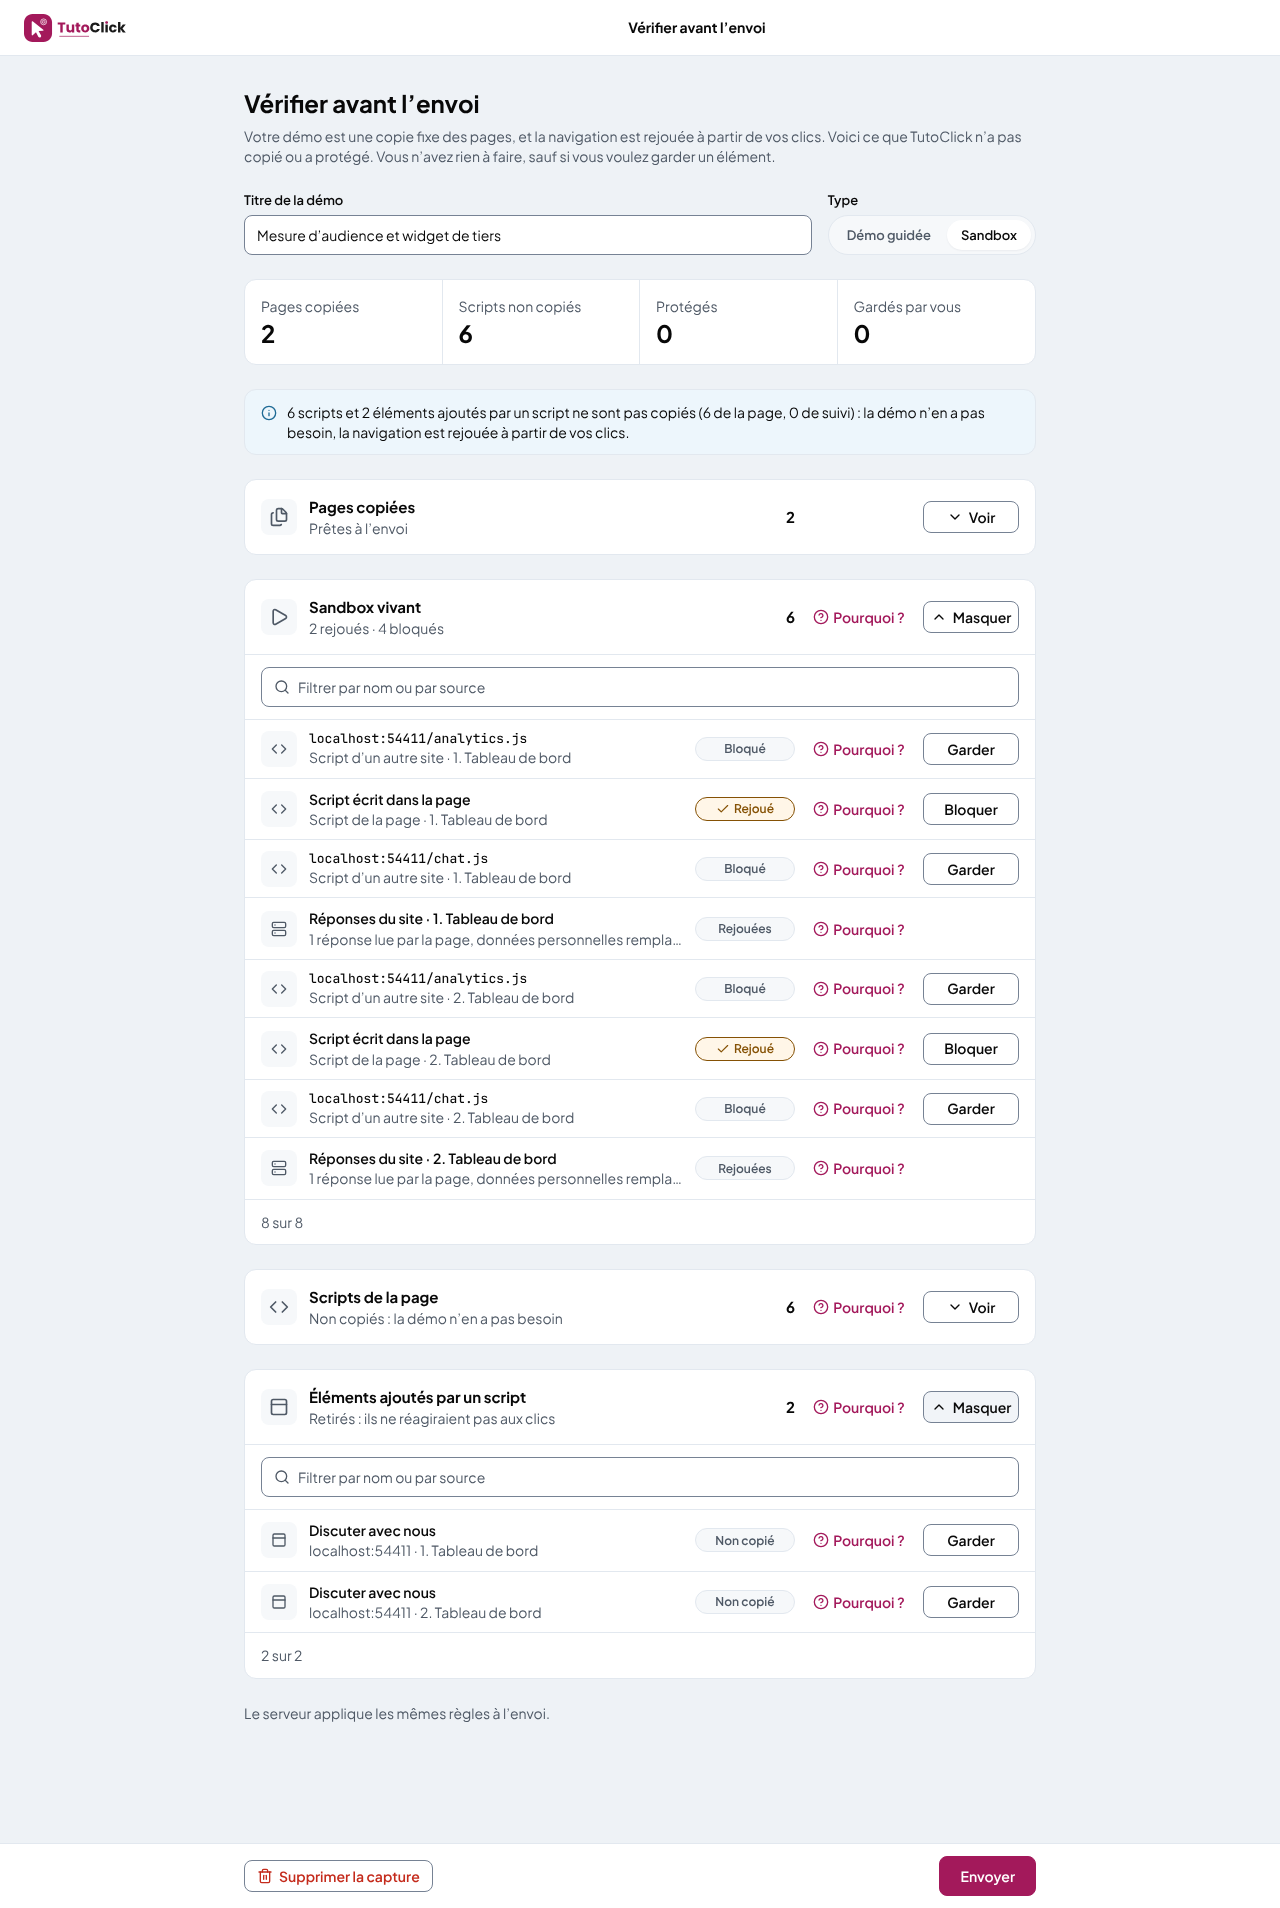 TutoClick
Vérifier avant l’envoi
Vérifier avant l’envoi
Votre démo est une copie fixe des pages, et la navigation est rejouée à partir de vos clics. Voici ce que TutoClick n’a pas
copié ou a protégé. Vous n’avez rien à faire, sauf si vous voulez garder un élément.
Titre de la démo
Type
Mesure d’audience et widget de tiers
Démo guidée
Sandbox
Pages copiées
Scripts non copiés
Protégés
Gardés par vous
2
6
0
0
6 scripts et 2 éléments ajoutés par un script ne sont pas copiés (6 de la page, 0 de suivi) : la démo n’en a pas
besoin, la navigation est rejouée à partir de vos clics.
Pages copiées
Prêtes à l’envoi
2
Voir
Sandbox vivant
2 rejoués · 4 bloqués
6
Pourquoi ?
Masquer
Filtrer par nom ou par source
localhost:54411/analytics.js
Script d’un autre site · 1. Tableau de bord
Bloqué
Pourquoi ?
Garder
Script écrit dans la page
Script de la page · 1. Tableau de bord
Rejoué
Pourquoi ?
Bloquer
localhost:54411/chat.js
Script d’un autre site · 1. Tableau de bord
Bloqué
Pourquoi ?
Garder
Réponses du site · 1. Tableau de bord
1 réponse lue par la page, données personnelles rempla…
Rejouées
Pourquoi ?
localhost:54411/analytics.js
Script d’un autre site · 2. Tableau de bord
Bloqué
Pourquoi ?
Garder
Script écrit dans la page
Script de la page · 2. Tableau de bord
Rejoué
Pourquoi ?
Bloquer
localhost:54411/chat.js
Script d’un autre site · 2. Tableau de bord
Bloqué
Pourquoi ?
Garder
Réponses du site · 2. Tableau de bord
1 réponse lue par la page, données personnelles rempla…
Rejouées
Pourquoi ?
8 sur 8
Scripts de la page
Non copiés : la démo n’en a pas besoin
6
Pourquoi ?
Voir
Éléments ajoutés par un script
Retirés : ils ne réagiraient pas aux clics
2
Pourquoi ?
Masquer
Filtrer par nom ou par source
Discuter avec nous
localhost:54411 · 1. Tableau de bord
Non copié
Pourquoi ?
Garder
Discuter avec nous
localhost:54411 · 2. Tableau de bord
Non copié
Pourquoi ?
Garder
2 sur 2
Le serveur applique les mêmes règles à l’envoi.
Supprimer la capture
Envoyer